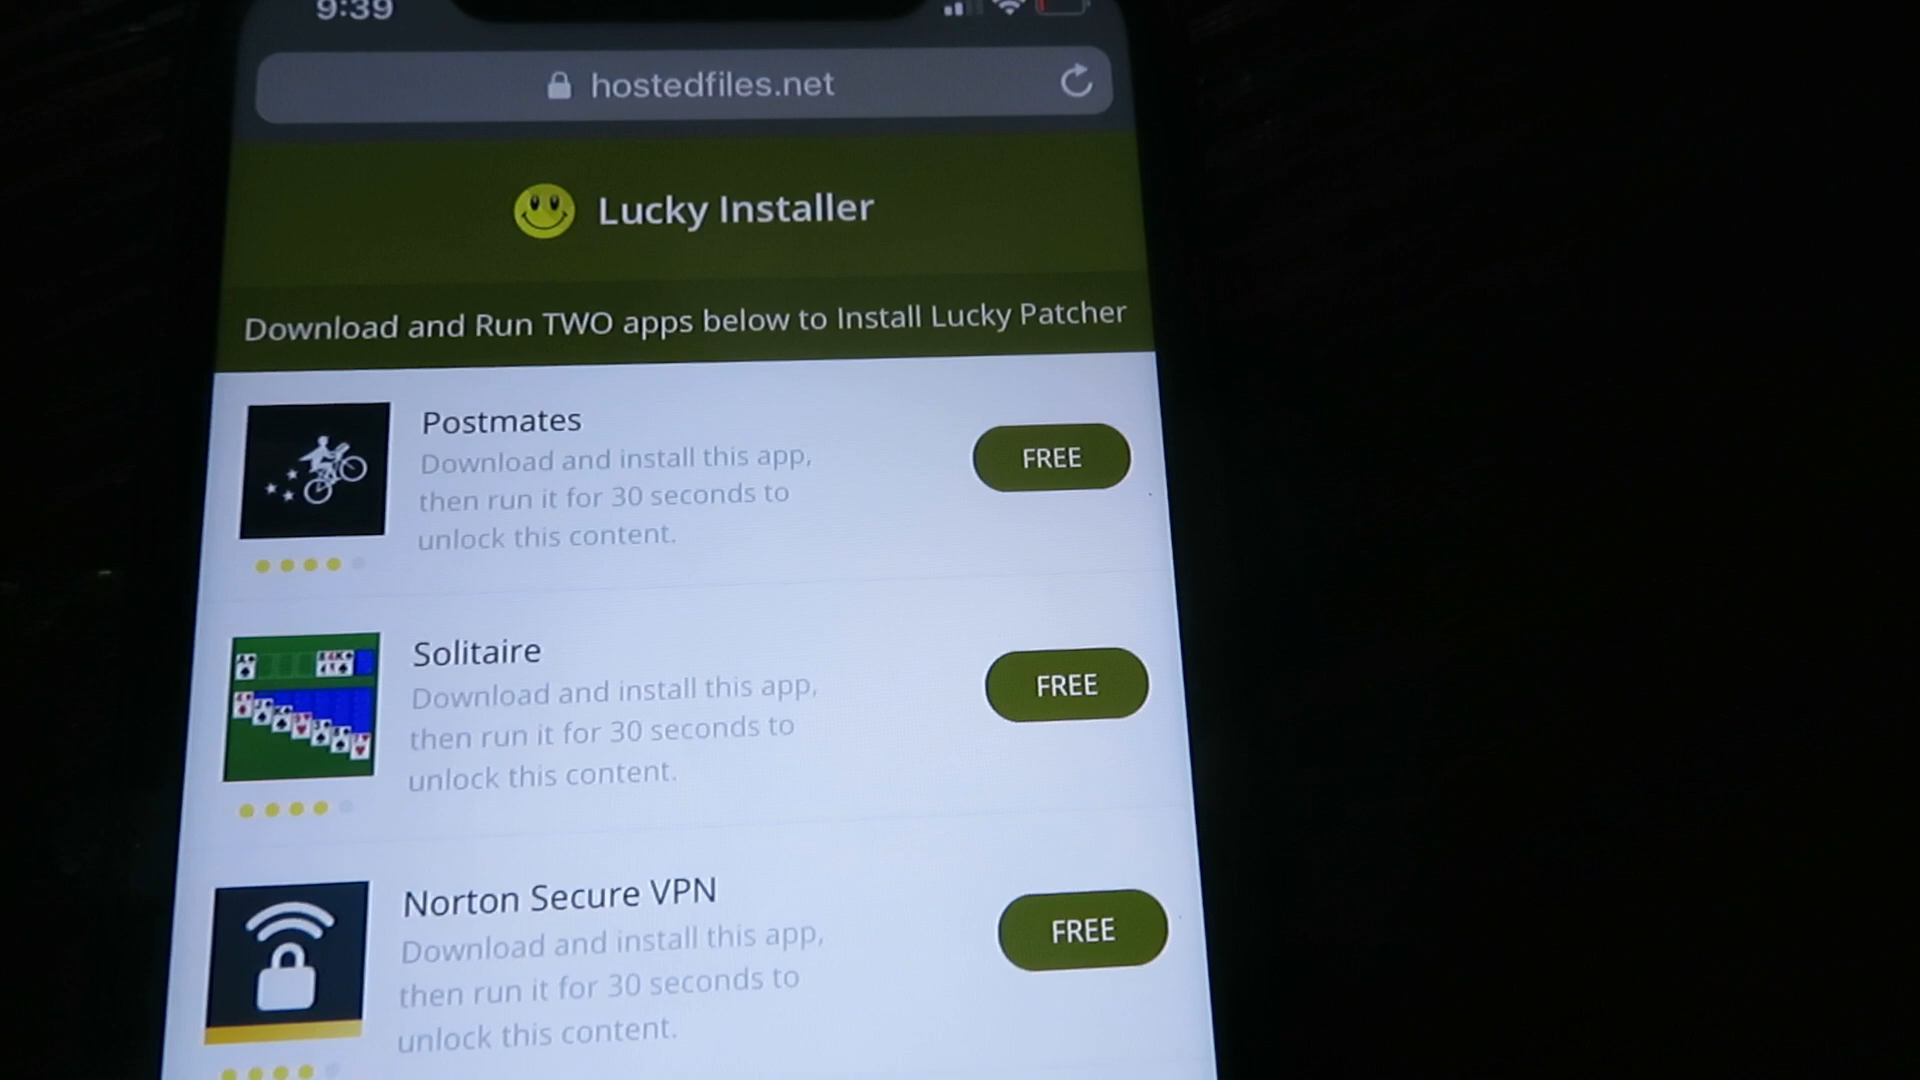 9:39
hostedfiles.net
Lucky Installer
Download and Run TWO apps below to Install Lucky Patcher
Postmates
Download and install this app,
then run it for 30 seconds to
unlock this content.
FREE
Solitaire
Download and install this app,
then run it for 30 seconds to
unlock this content.
FREE
Norton Secure VPN
Download and install this app,
then run it for 30 seconds to
unlock this content.
FREE